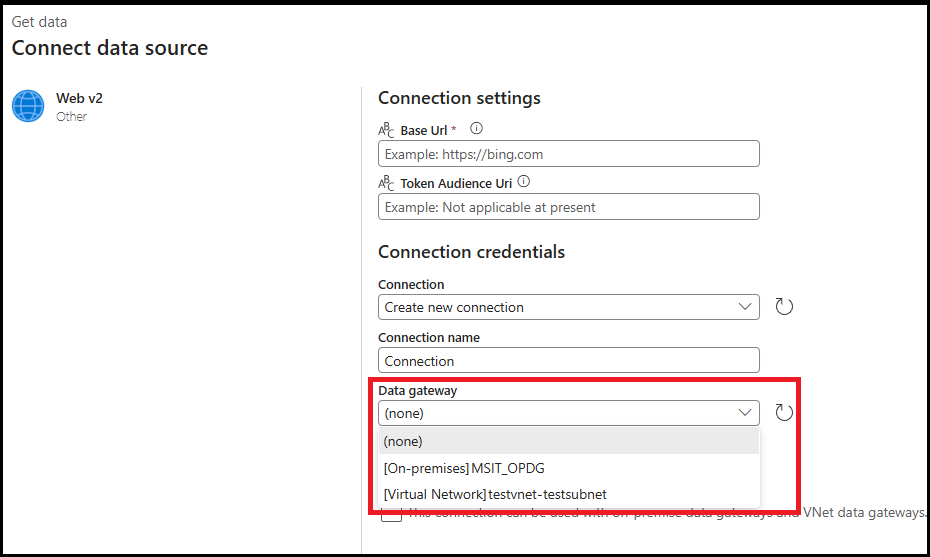 Get data
Connect data source
Web v2
Other
Connection settings
ABC Base Url *
Example: https://bing.com
ABC Token Audience Uri
Example: Not applicable at present
Connection credentials
Connection
Create new connection
Connection name
Connection
Data gateway
(none)
(none)
[On-premises] MSIT_OPDG
[Virtual Network] testvnet-testsubnet
This connection can be used with on-premise data gateways and VNet data gateways.